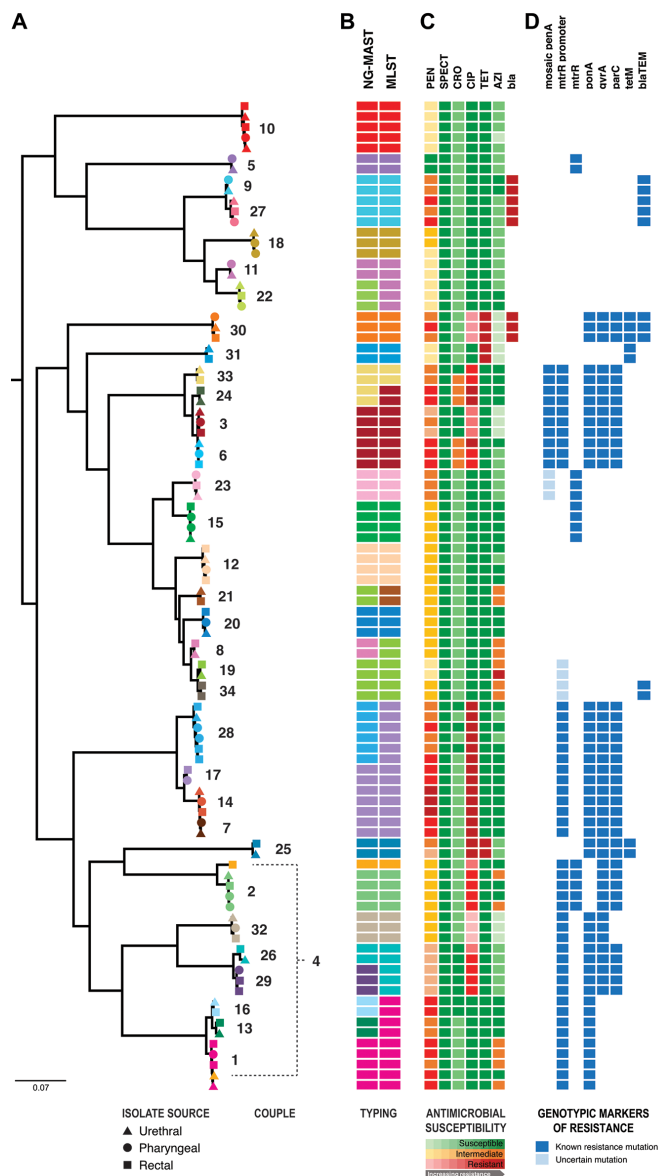 A
B
C
D
NG-MAST
MLST
PEN
SPECT
CRO
CIP
TET
AZI
bla
mosaic penA
mtrR promoter
mtrR
ponA
gyrA
parC
tetM
blaTEM
10
5
9
27
18
11
22
30
31
33
24
3
6
23
15
12
21
20
8
19
34
28
17
14
7
25
2
4
32
26
29
16
13
1
0.07
ISOLATE SOURCE
COUPLE
TYPING
ANTIMICROBIAL
SUSCEPTIBILITY
GENOTYPIC MARKERS
OF RESISTANCE
Urethral
Pharyngeal
Rectal
Susceptible
Intermediate
Resistant
Increasing resistance
Known resistance mutation
Uncertain mutation